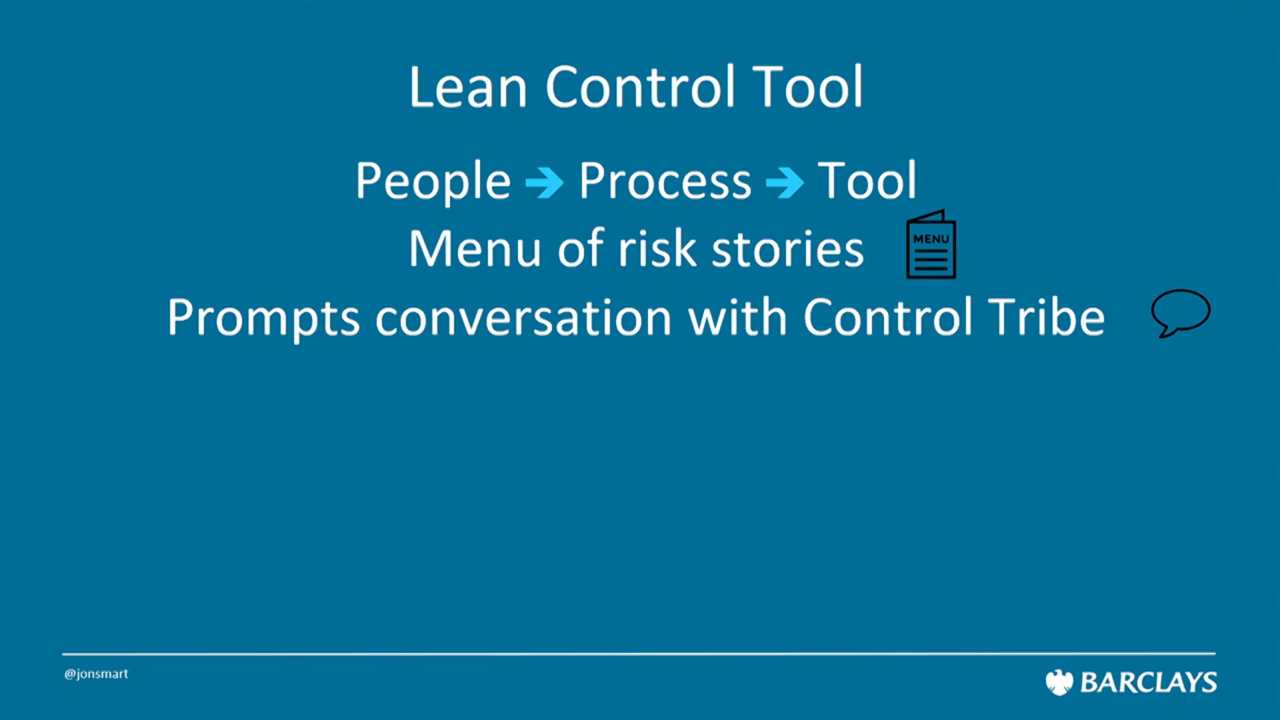 Lean Control Tool
People ➔ Process ➔ Tool
Menu of risk stories
MENU
Prompts conversation with Control Tribe
@jonsmart
BARCLAYS